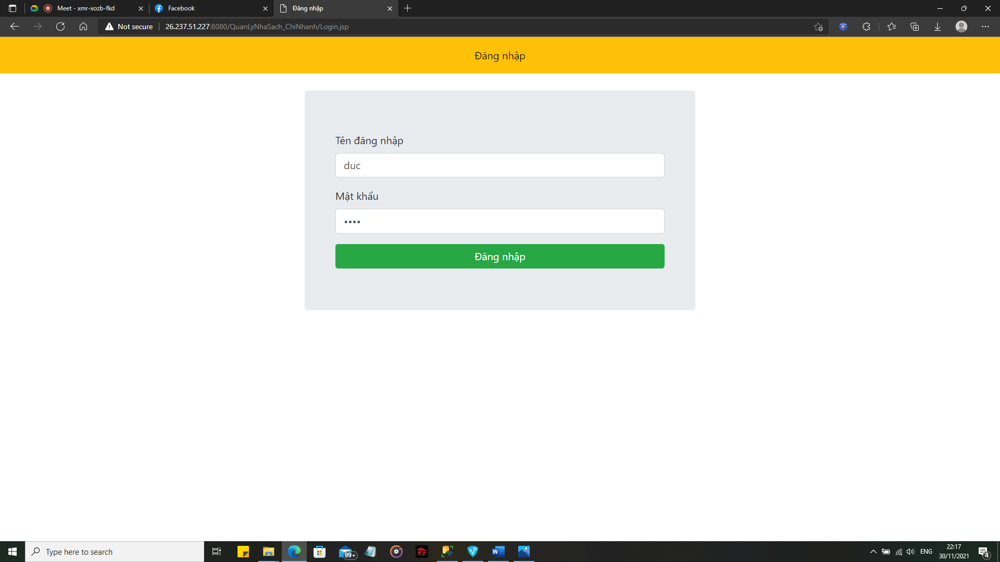 Meet - xmr-xozb-fkd
Facebook
Đăng nhập
Not secure
26.237.51.227:8080/QuanLyNhaSach_ChiNhanh/Login.jsp
Đăng nhập
Tên đăng nhập
duc
Mật khẩu
••••
Đăng nhập
Type here to search
99+
W
ENG
22:17
30/11/2021
4